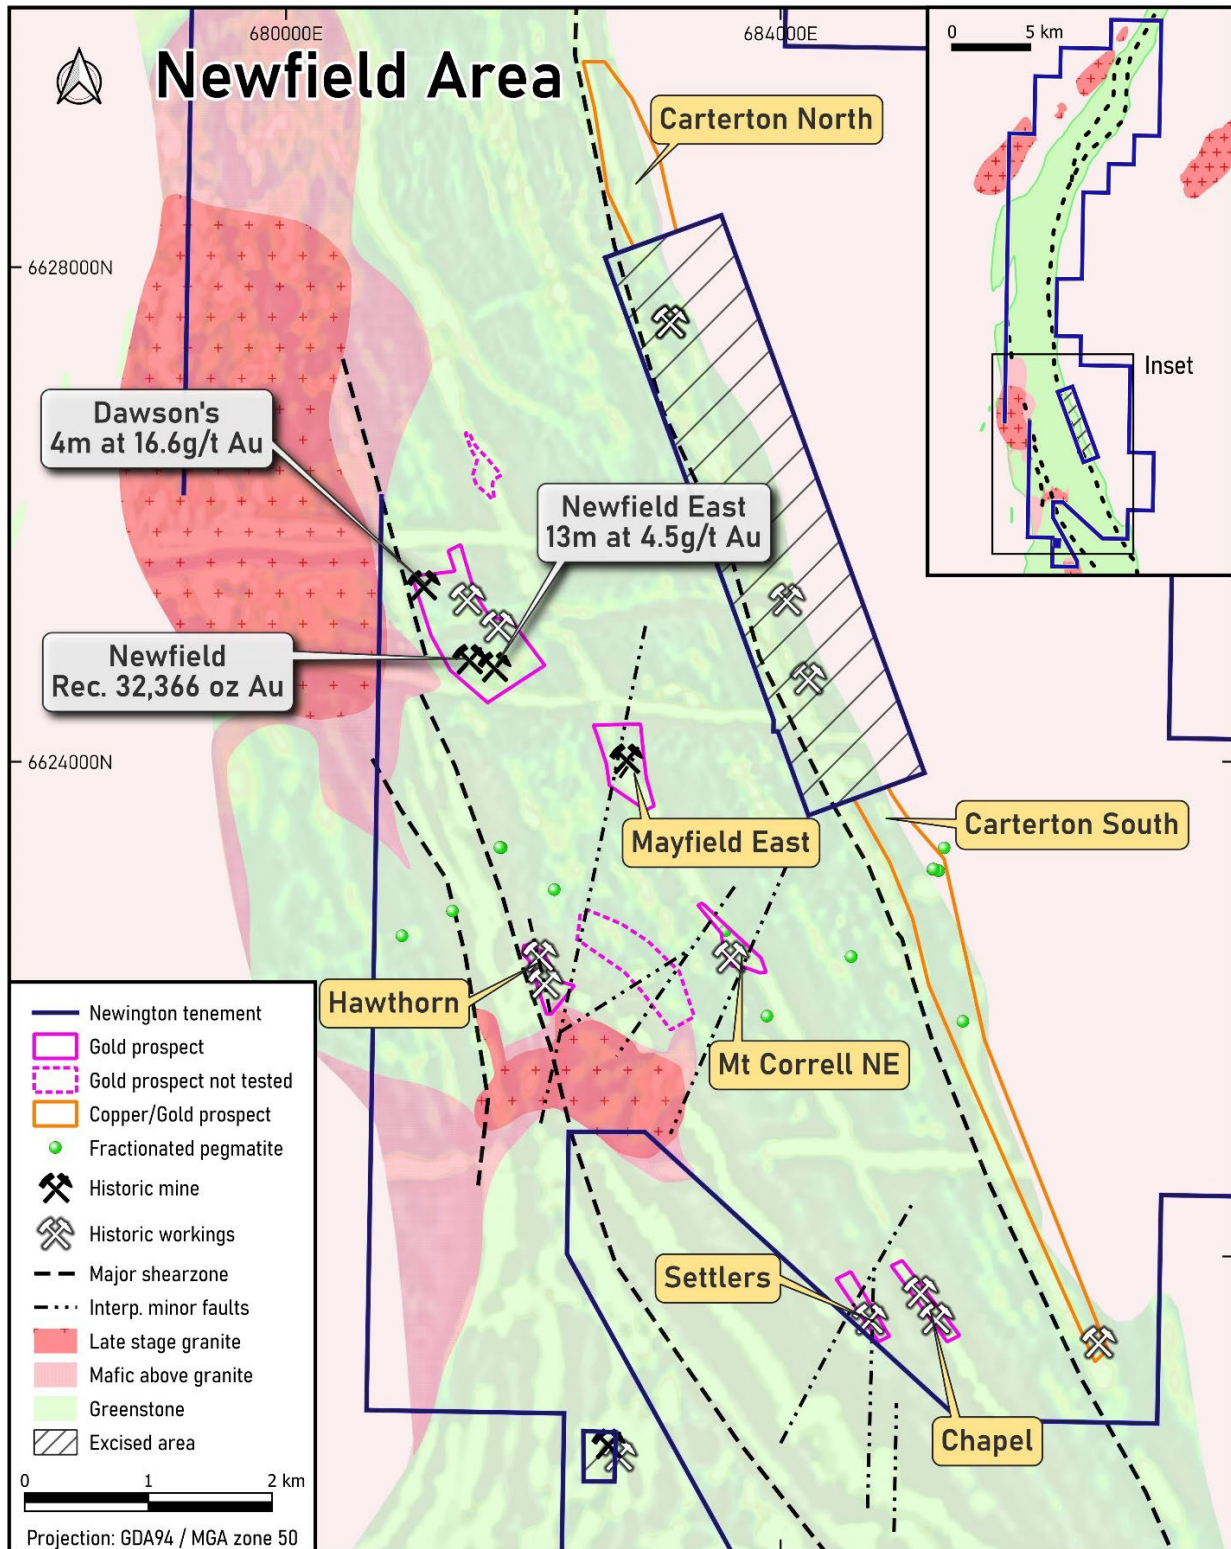 680000E
684000E
Newfield Area
0 5 km
Carterton North
6628000N
Inset
Dawson's
4m at 16.6g/t Au
Newfield East
13m at 4.5g/t Au
Newfield
Rec. 32,366 oz Au
6624000N
Mayfield East
Carterton South
Hawthorn
Mt Correll NE
Settlers
Chapel
Newington tenement
Gold prospect
Gold prospect not tested
Copper/Gold prospect
Fractionated pegmatite
Historic mine
Historic workings
Major shearzone
Interp. minor faults
Late stage granite
Mafic above granite
Greenstone
Excised area
0 1 2 km
Projection: GDA94 / MGA zone 50